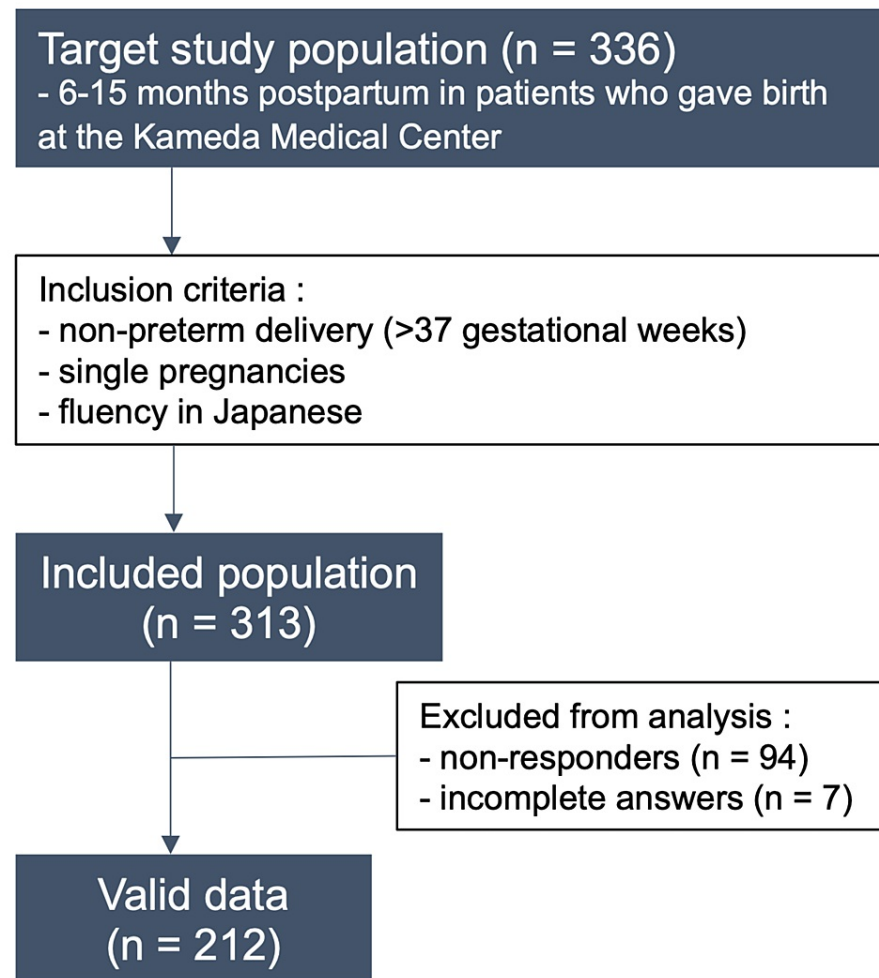 Target study population (n = 336)
- 6-15 months postpartum in patients who gave birth
at the Kameda Medical Center
Inclusion criteria :
- non-preterm delivery (>37 gestational weeks)
- single pregnancies
- fluency in Japanese
Included population
(n = 313)
Excluded from analysis :
- non-responders (n = 94)
- incomplete answers (n = 7)
Valid data
(n = 212)